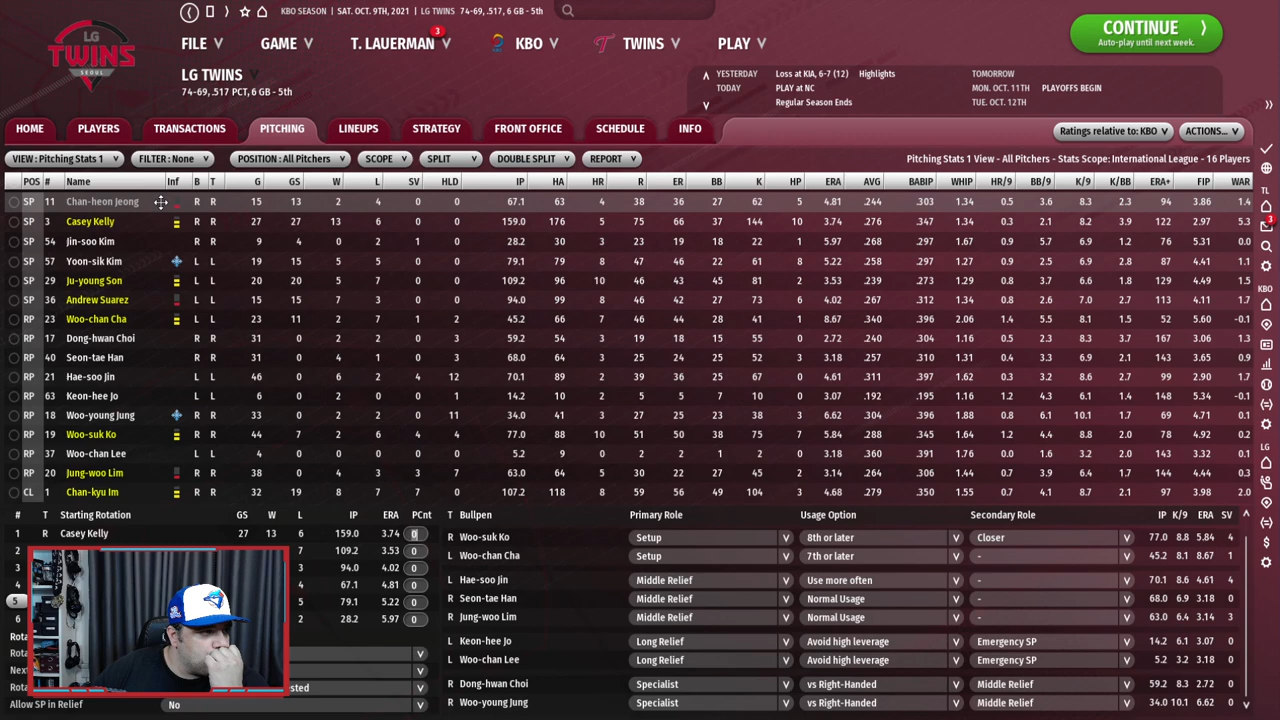 KBO SEASON | SAT. OCT. 9TH, 2021 | LG TWINS 74-69, .517, 6 GB - 5th
LG TWINS SEOUL
FILE GAME T. LAUERMAN 3 KBO TWINS PLAY
CONTINUE
Auto-play until next week.
LG TWINS
74-69, .517 PCT, 6 GB - 5th
YESTERDAY Loss at KIA, 6-7 (12) Highlights TOMORROW
TODAY PLAY at NC MON. OCT. 11TH PLAYOFFS BEGIN
Regular Season Ends TUE. OCT. 12TH
HOME PLAYERS TRANSACTIONS PITCHING LINEUPS STRATEGY FRONT OFFICE SCHEDULE INFO Ratings relative to: KBO ACTIONS...
VIEW : Pitching Stats 1 FILTER : None POSITION : All Pitchers SCOPE SPLIT DOUBLE SPLIT REPORT Pitching Stats 1 View - All Pitchers - Stats Scope: International League - 16 Players
POS # Name Inf B T G GS W L SV HLD IP HA HR R ER BB K HP ERA AVG BABIP WHIP HR/9 BB/9 K/9 K/BB ERA+ FIP WAR
SP 11 Chan-heon Jeong R R 15 13 2 4 0 0 67.1 63 4 38 36 27 62 5 4.81 .244 .303 1.34 0.5 3.6 8.3 2.3 94 3.86 1.4
SP 3 Casey Kelly R R 27 27 13 6 0 0 159.0 176 5 75 66 37 144 10 3.74 .276 .346 1.34 0.3 2.1 8.2 3.9 122 2.97 5.3
SP 54 Jin-soo Kim R R 9 4 0 2 1 0 28.2 30 3 23 19 18 22 1 5.97 .268 .297 1.67 0.9 5.7 6.9 1.2 76 5.31 0.0
SP 57 Yoon-sik Kim L L 19 15 5 5 0 0 79.1 79 8 47 46 22 61 8 5.22 .258 .297 1.27 0.9 2.5 6.9 2.8 87 4.41 1.1
SP 29 Ju-young Son L L 20 20 5 7 0 0 109.2 96 10 46 43 45 81 2 3.53 .239 .273 1.29 0.8 3.7 6.6 1.8 129 4.49 1.5
SP 36 Andrew Suarez L L 15 15 7 3 0 0 94.0 99 8 46 42 27 73 6 4.02 .267 .312 1.34 0.8 2.6 7.0 2.7 113 4.11 1.7
RP 23 Woo-chan Cha L L 23 11 2 7 1 2 45.2 66 7 46 44 28 41 1 8.67 .340 .396 2.06 1.4 5.5 8.1 1.5 52 5.60 -0.1
RP 17 Dong-hwan Choi R R 31 0 2 2 0 3 59.2 54 3 19 18 15 55 0 2.72 .240 .304 1.16 0.5 2.3 8.3 3.7 167 3.06 1.3
RP 40 Seon-tae Han R R 31 0 4 1 0 3 68.0 64 3 25 24 25 52 3 3.18 .257 .310 1.31 0.4 3.3 6.9 2.1 143 3.65 0.9
RP 21 Hae-soo Jin L L 46 0 6 2 4 12 70.1 89 2 39 36 25 67 0 4.61 .311 .397 1.62 0.3 3.2 8.6 2.7 99 2.90 1.7
RP 63 Keon-hee Jo L L 6 0 2 0 0 1 14.2 10 2 5 5 7 10 0 3.07 .192 .195 1.16 1.2 4.3 6.1 1.4 148 5.34 -0.1
RP 18 Woo-young Jung R R 33 0 2 2 0 11 34.0 41 3 27 25 23 38 3 6.62 .304 .396 1.88 0.8 6.1 10.1 1.7 69 4.71 0.1
RP 19 Woo-suk Ko R R 44 7 2 6 4 4 77.0 88 10 51 50 38 75 7 5.84 .288 .345 1.64 1.2 4.4 8.8 2.0 78 4.92 0.2
RP 37 Woo-chan Lee L L 4 0 0 0 0 0 5.2 9 0 2 2 1 2 0 3.18 .360 .391 1.76 0.0 1.6 3.2 2.0 143 3.32 0.1
RP 20 Jung-woo Lim R R 38 0 4 3 3 7 63.0 64 5 30 22 27 45 2 3.14 .264 .306 1.44 0.7 3.9 6.4 1.7 144 4.44 0.3
CL 1 Chan-kyu Im R R 32 19 8 7 7 0 107.2 118 8 59 56 49 104 3 4.68 .279 .350 1.55 0.7 4.1 8.7 2.1 97 3.98 2.0
# T Starting Rotation GS W L IP ERA PCnt
1 R Casey Kelly 27 13 6 159.0 3.74 0
2 7 109.2 3.53 0
3 3 94.0 4.02 0
4 4 67.1 4.81 0
5 5 79.1 5.22 0
6 2 28.2 5.97 0
Rota
Rota
Next
Rota sted
Allow SP in Relief No
T Bullpen Primary Role Usage Option Secondary Role IP K/9 ERA SV
R Woo-suk Ko Setup 8th or later Closer 77.0 8.8 5.84 4
L Woo-chan Cha Setup 7th or later - 45.2 8.1 8.67 1
L Hae-soo Jin Middle Relief Use more often - 70.1 8.6 4.61 4
R Seon-tae Han Middle Relief Normal Usage - 68.0 6.9 3.18 0
R Jung-woo Lim Middle Relief Normal Usage - 63.0 6.4 3.14 3
L Keon-hee Jo Long Relief Avoid high leverage Emergency SP 14.2 6.1 3.07 0
L Woo-chan Lee Long Relief Avoid high leverage Emergency SP 5.2 3.2 3.18 0
R Dong-hwan Choi Specialist vs Right-Handed Middle Relief 59.2 8.3 2.72 0
R Woo-young Jung Specialist vs Right-Handed Middle Relief 34.0 10.1 6.62 0
TL
3
KBO
LG